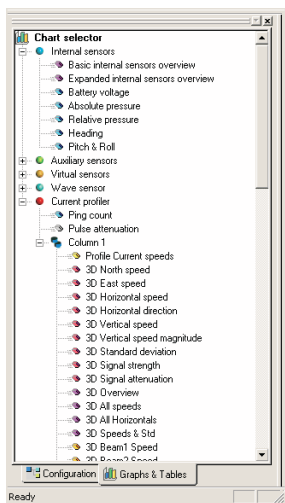 Chart selector
Internal sensors
Basic internal sensors overview
Expanded internal sensors overview
Battery voltage
Absolute pressure
Relative pressure
Heading
Pitch & Roll
Auxiliary sensors
Virtual sensors
Wave sensor
Current profiler
Ping count
Pulse attenuation
Column 1
Profile Current speeds
3D North speed
3D East speed
3D Horizontal speed
3D Horizontal direction
3D Vertical speed
3D Vertical speed magnitude
3D Standard deviation
3D Signal strength
3D Signal attenuation
3D Overview
3D All speeds
3D All Horizontals
3D Speeds & Std
3D Beam1 Speed
3D Beam2 Speed
Configuration Graphs & Tables
Ready